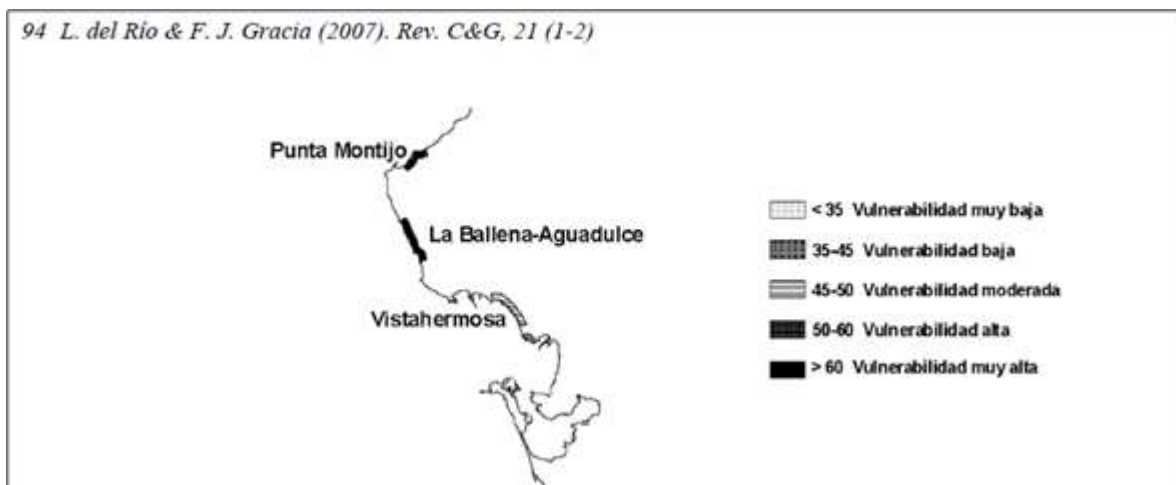 94 L. del Río & F. J. Gracia (2007). Rev. C&G, 21 (1-2)
Punta Montijo
La Ballena-Aguadulce
Vistahermosa
< 35 Vulnerabilidad muy baja
35-45 Vulnerabilidad baja
45-50 Vulnerabilidad moderada
50-60 Vulnerabilidad alta
> 60 Vulnerabilidad muy alta